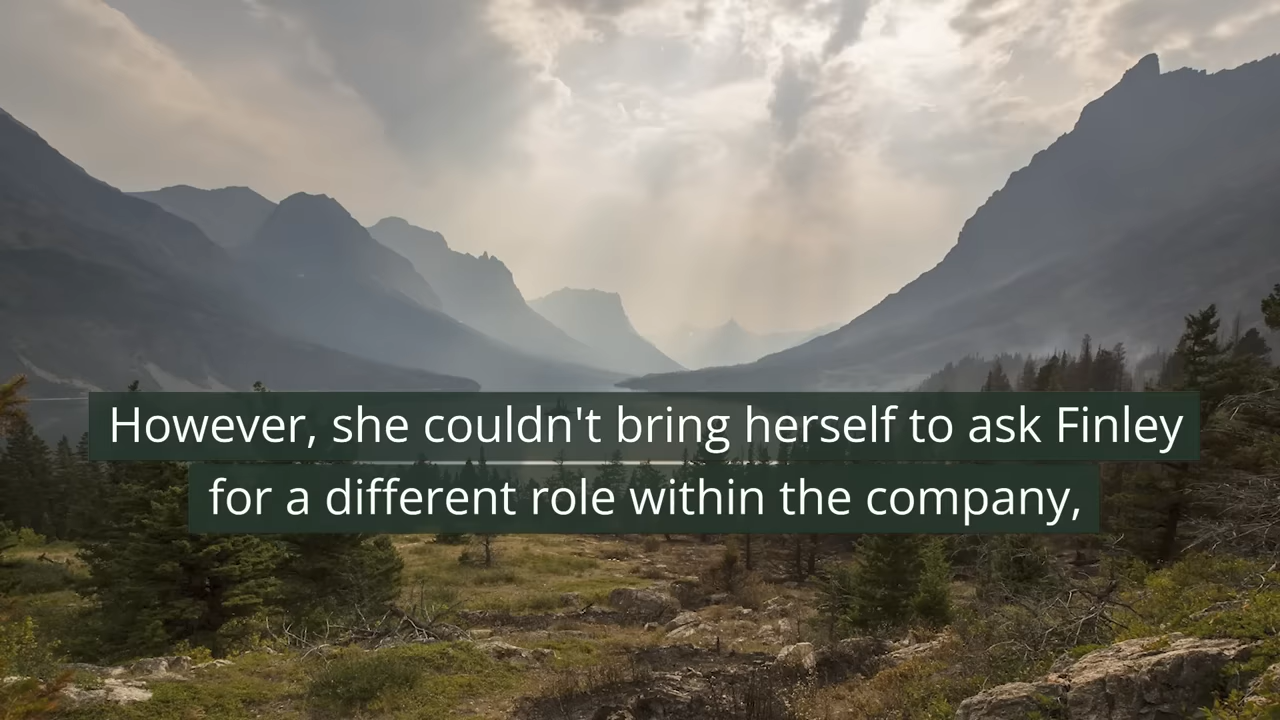 However, she couldn't bring herself to ask Finley
for a different role within the company,